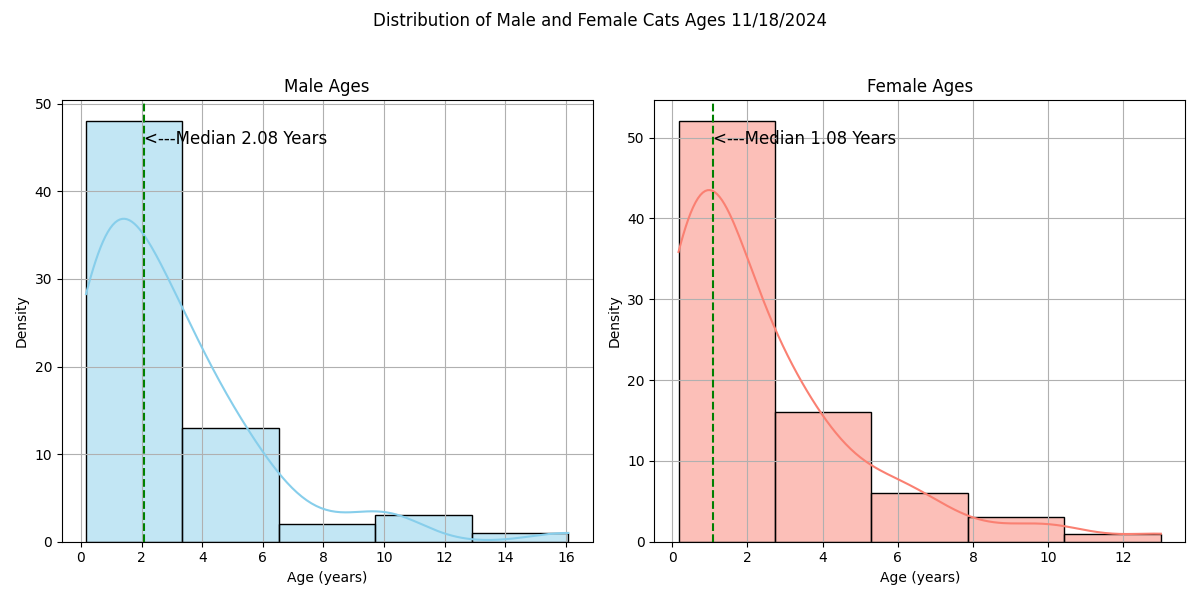 Distribution of Male and Female Cats Ages 11/18/2024
Male Ages
50
40
30
20
10
0
Density
<---Median 2.08 Years
0 2 4 6 8 10 12 14 16
Age (years)
Female Ages
50
40
30
20
10
0
Density
<---Median 1.08 Years
0 2 4 6 8 10 12
Age (years)